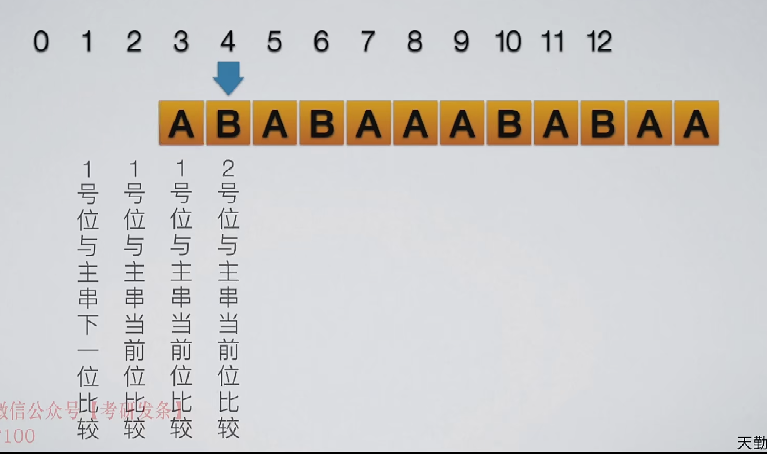 0 1 2 3 4 5 6 7 8 9 10 11 12
A B A B A A A B A B A A
1号位与主串下一位比较
1号位与主串当前位比较
1号位与主串当前位比较
2号位与主串当前位比较
微信公众号【考研发条】
100
天勤